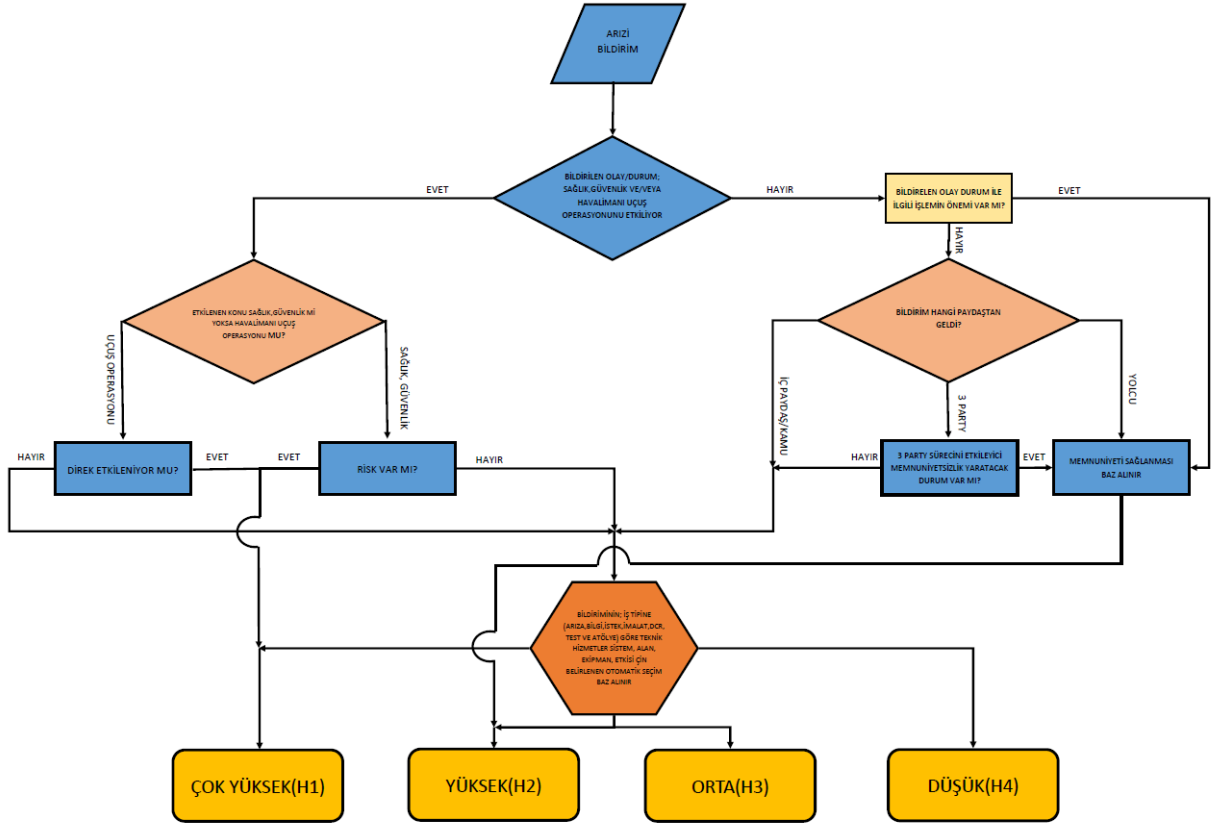 ARIZİ
BİLDİRİM
BİLDİRİLEN OLAY/DURUM;
SAĞLIK,GÜVENLİK VE/VEYA
HAVALİMANI UÇUŞ
OPERASYONUNU ETKİLİYOR
EVET
HAYIR
BİLDİRELEN OLAY DURUM İLE
İLGİLİ İŞLEMİN ÖNEMİ VAR MI?
EVET
HAYIR
ETKİLENEN KONU SAĞLIK,GÜVENLİK Mİ
YOKSA HAVALİMANI UÇUŞ
OPERASYONU MU?
BİLDİRİM HANGİ PAYDAŞTAN
GELDİ?
UÇUŞ OPERASYONU
SAĞLIK, GÜVENLİK
İÇ PAYDAŞ/KAMU
3 PARTY
YOLCU
HAYIR
DİREK ETKİLENİYOR MU?
EVET
EVET
RİSK VAR MI?
HAYIR
HAYIR
3 PARTY SÜRECİNİ ETKİLEYİCİ
MEMNUNİYETSİZLİK YARATACAK
DURUM VAR MI?
EVET
MEMNUNİYETİ SAĞLANMASI
BAZ ALINIR
BİLDİRİMİNİN; İŞ TİPİNE
(ARIZA,BİLGİ,İSTEK,İMALAT,DCR,
TEST VE ATÖLYE) GÖRE TEKNİK
HİZMETLER SİSTEM, ALAN,
EKİPMAN, ETKİSİ ÇİN
BELİRLENEN OTOMATİK SEÇİM
BAZ ALINIR
ÇOK YÜKSEK(H1)
YÜKSEK(H2)
ORTA(H3)
DÜŞÜK(H4)